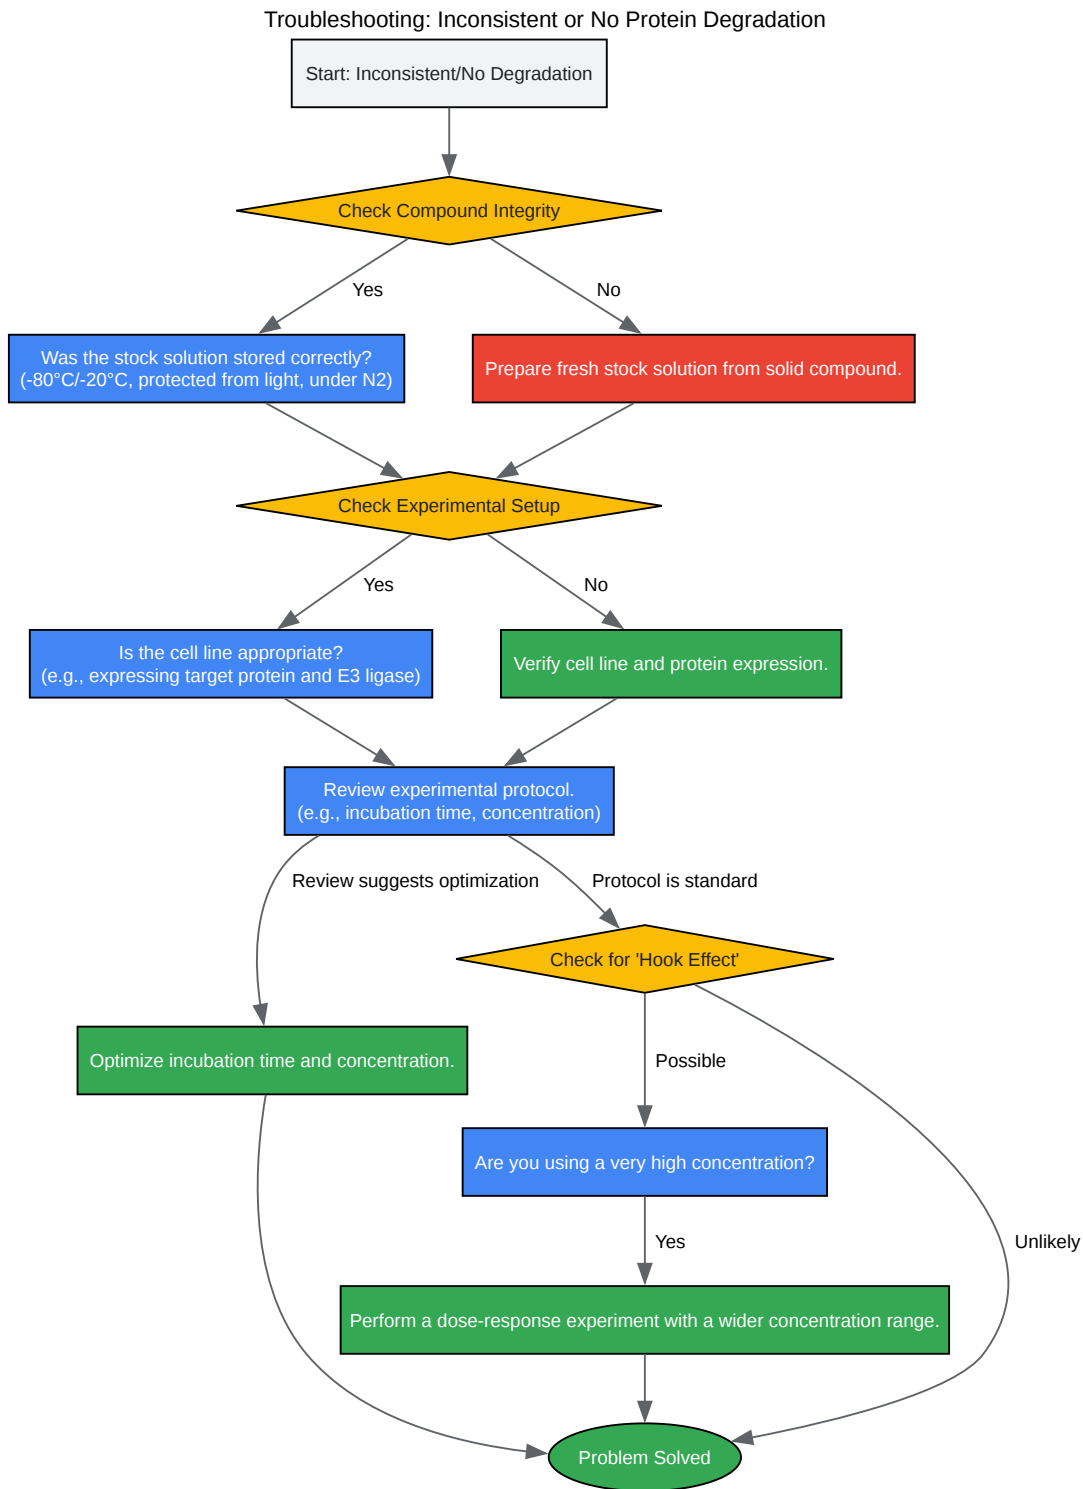 Troubleshooting: Inconsistent or No Protein Degradation
Start: Inconsistent/No Degradation
Check Compound Integrity
Yes
No
Was the stock solution stored correctly?
(-80°C/-20°C, protected from light, under N2)
Prepare fresh stock solution from solid compound.
Check Experimental Setup
Yes
No
Is the cell line appropriate?
(e.g., expressing target protein and E3 ligase)
Verify cell line and protein expression.
Review experimental protocol.
(e.g., incubation time, concentration)
Review suggests optimization
Protocol is standard
Check for 'Hook Effect'
Optimize incubation time and concentration.
Possible
Are you using a very high concentration?
Yes
Unlikely
Perform a dose-response experiment with a wider concentration range.
Problem Solved